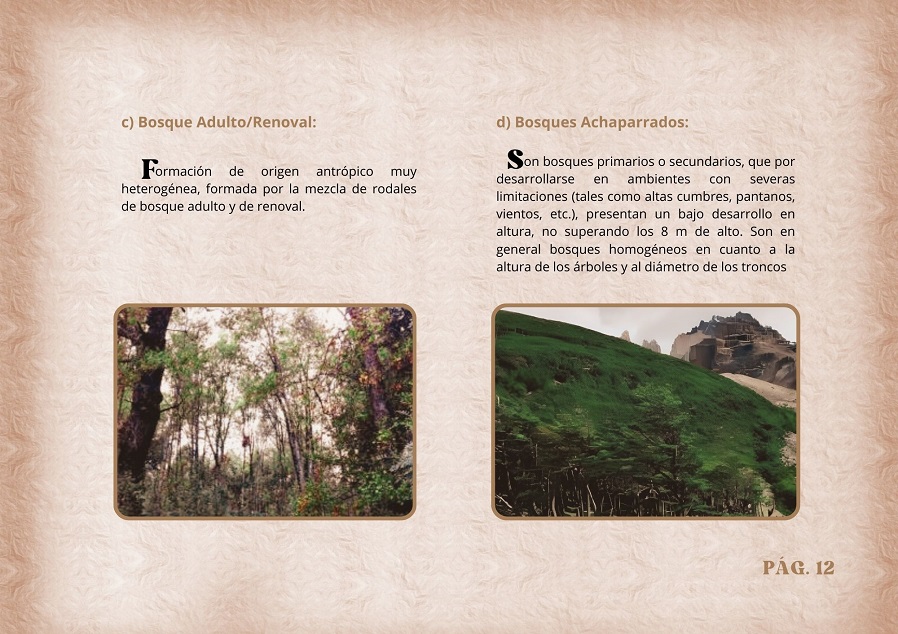 c) Bosque Adulto/Renoval:
Formación de origen antrópico muy
heterogénea, formada por la mezcla de rodales
de bosque adulto y de renoval.
d) Bosques Achaparrados:
Son bosques primarios o secundarios, que por
desarrollarse en ambientes con severas
limitaciones (tales como altas cumbres, pantanos,
vientos, etc.), presentan un bajo desarrollo en
altura, no superando los 8 m de alto. Son en
general bosques homogéneos en cuanto a la
altura de los árboles y al diámetro de los troncos
PÁG. 12